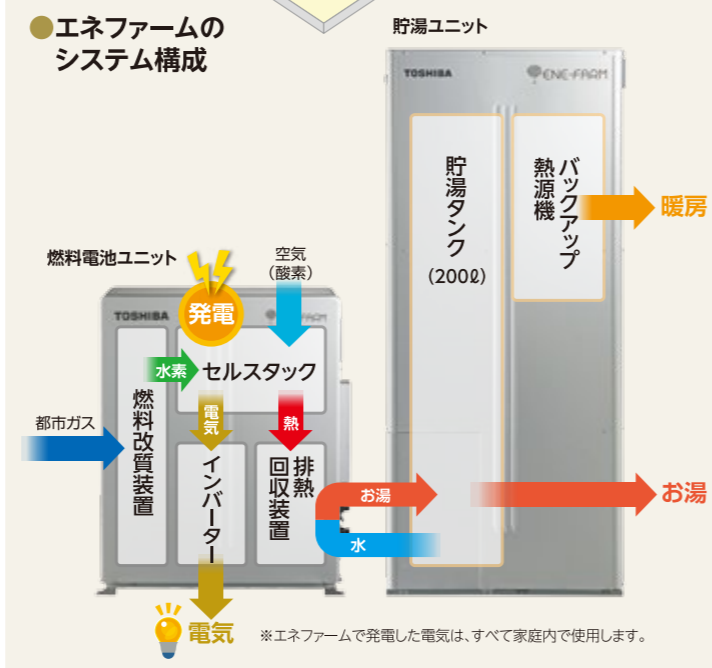 ●エネファームの
システム構成
貯湯ユニット
TOSHIBA
ENE-FARM
貯湯タンク
(200ℓ)
バックアップ
熱源機
暖房
燃料電池ユニット
空気
(酸素)
発電
TOSHIBA
ENE-FARM
水素
セルスタック
都市ガス
燃料改質装置
電気
熱
インバーター
排熱
回収装置
お湯
水
お湯
電気
※エネファームで発電した電気は、すべて家庭内で使用します。